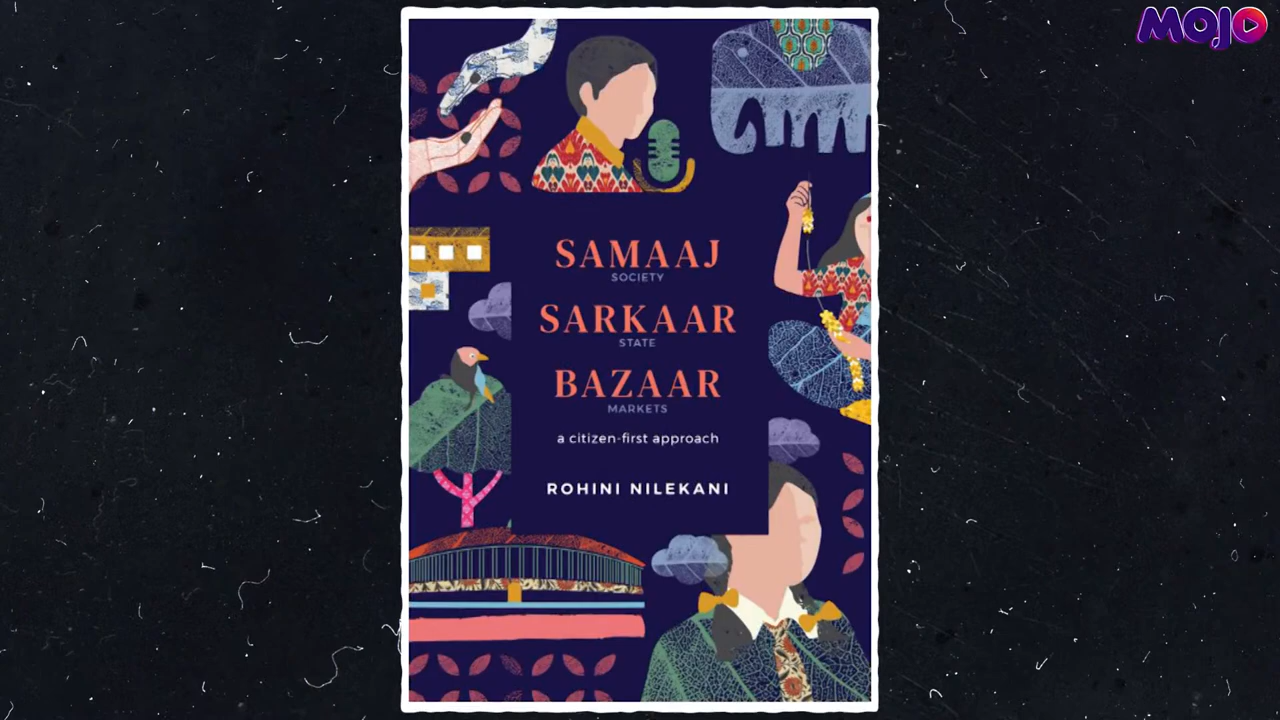 MOJO
SAMAAJ
SOCIETY
SARKAAR
STATE
BAZAAR
MARKETS
a citizen-first approach
ROHINI NILEKANI